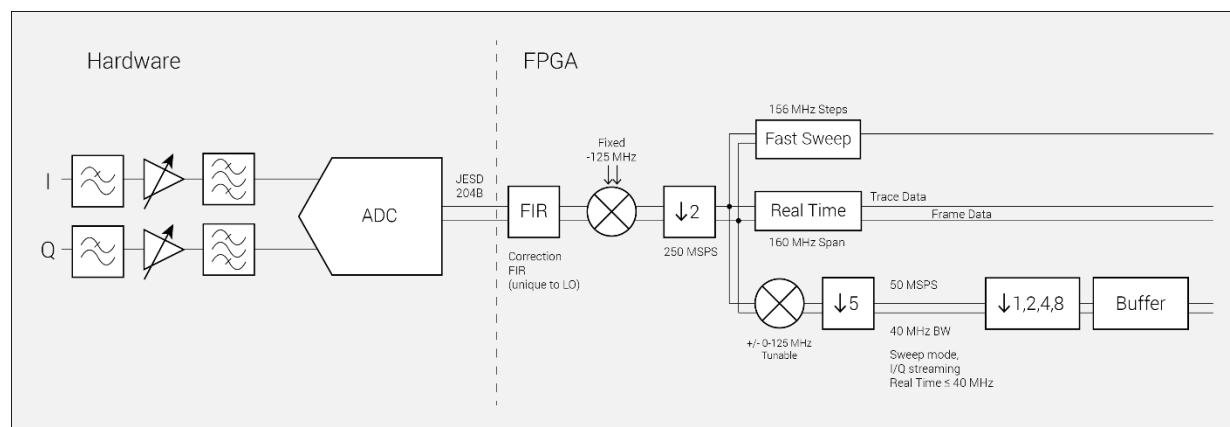 Hardware
FPGA
I
Q
ADC
JESD
204B
FIR
Correction
FIR
(unique to LO)
Fixed
-125 MHz
↓2
250 MSPS
156 MHz Steps
Fast Sweep
Real Time
160 MHz Span
Trace Data
Frame Data
+/- 0-125 MHz
Tunable
↓5
50 MSPS
40 MHz BW
Sweep mode,
I/Q streaming
Real Time ≤ 40 MHz
↓1,2,4,8
Buffer